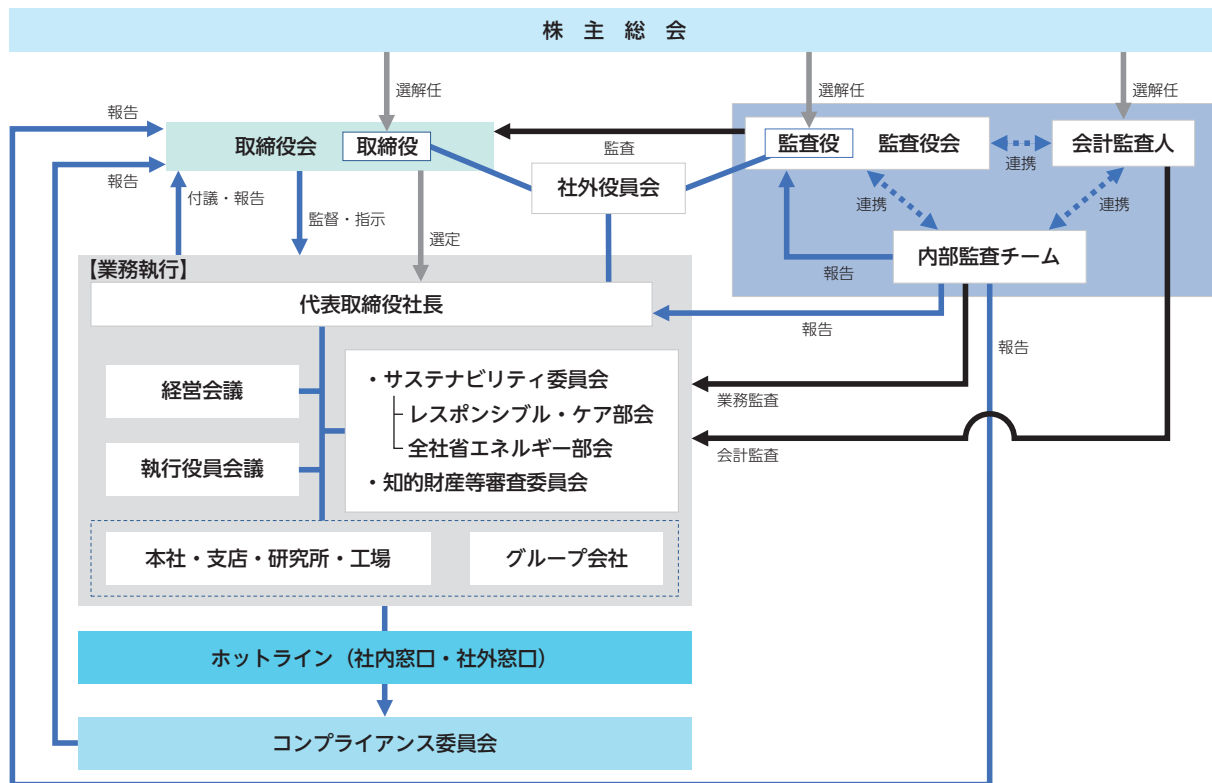 株主総会
選解任
選解任
選解任
報告
取締役会
取締役
監査
監査役
監査役会
連携
会計監査人
報告
社外役員会
付議・報告
監督・指示
選定
連携
連携
内部監査チーム
報告
【業務執行】
代表取締役社長
報告
報告
経営会議
執行役員会議
・サステナビリティ委員会
レスポンシブル・ケア部会
全社省エネルギー部会
・知的財産等審査委員会
業務監査
会計監査
本社・支店・研究所・工場
グループ会社
ホットライン（社内窓口・社外窓口）
コンプライアンス委員会